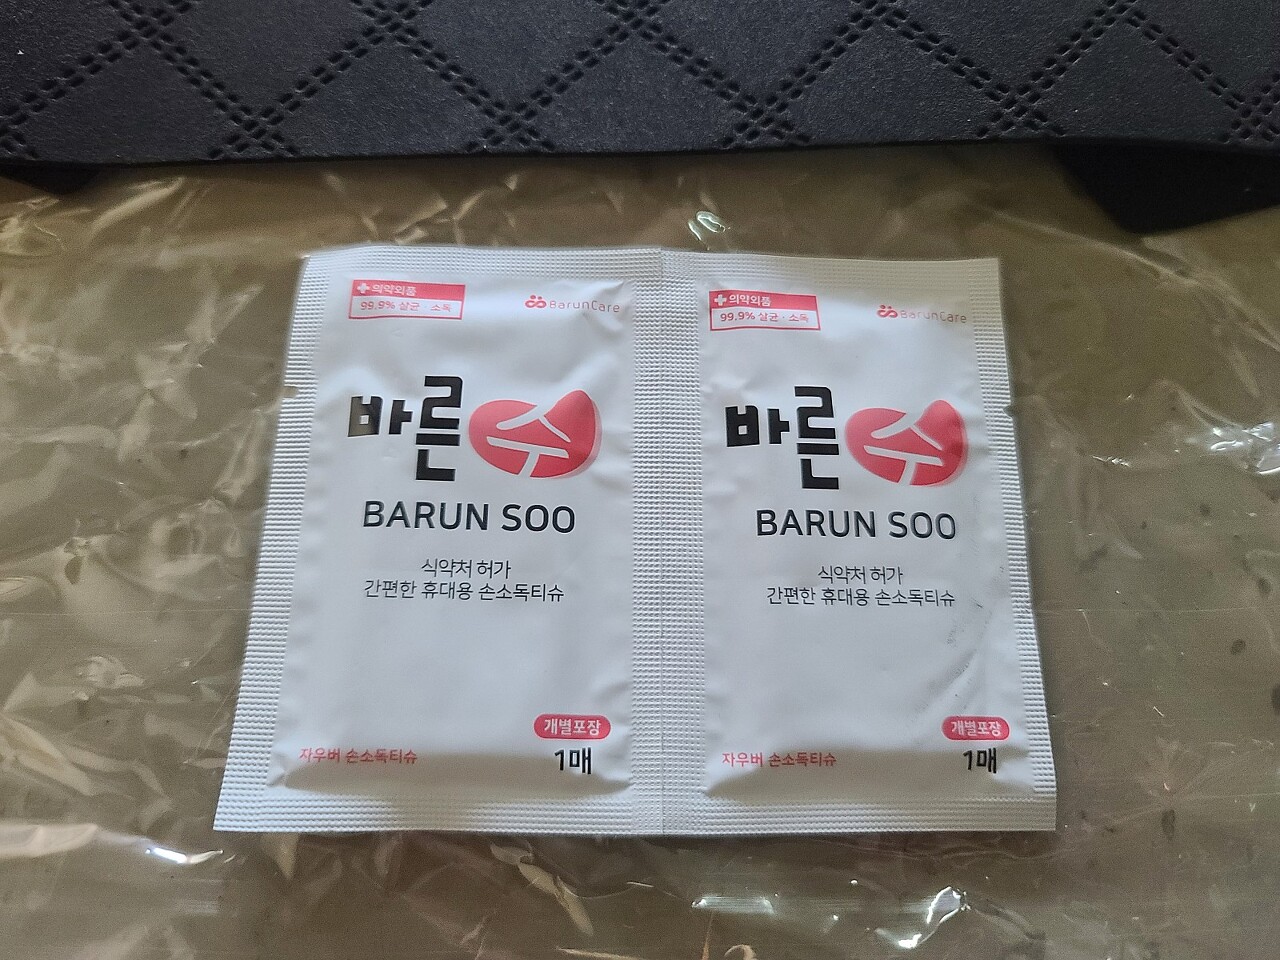 의약외품
99.9% 살균·소독
BarunCare
바른수
BARUN SOO
식약처 허가
간편한 휴대용 손소독티슈
개별포장
자우버 손소독티슈
1매
의약외품
99.9% 살균·소독
BarunCare
바른수
BARUN SOO
식약처 허가
간편한 휴대용 손소독티슈
개별포장
자우버 손소독티슈
1매